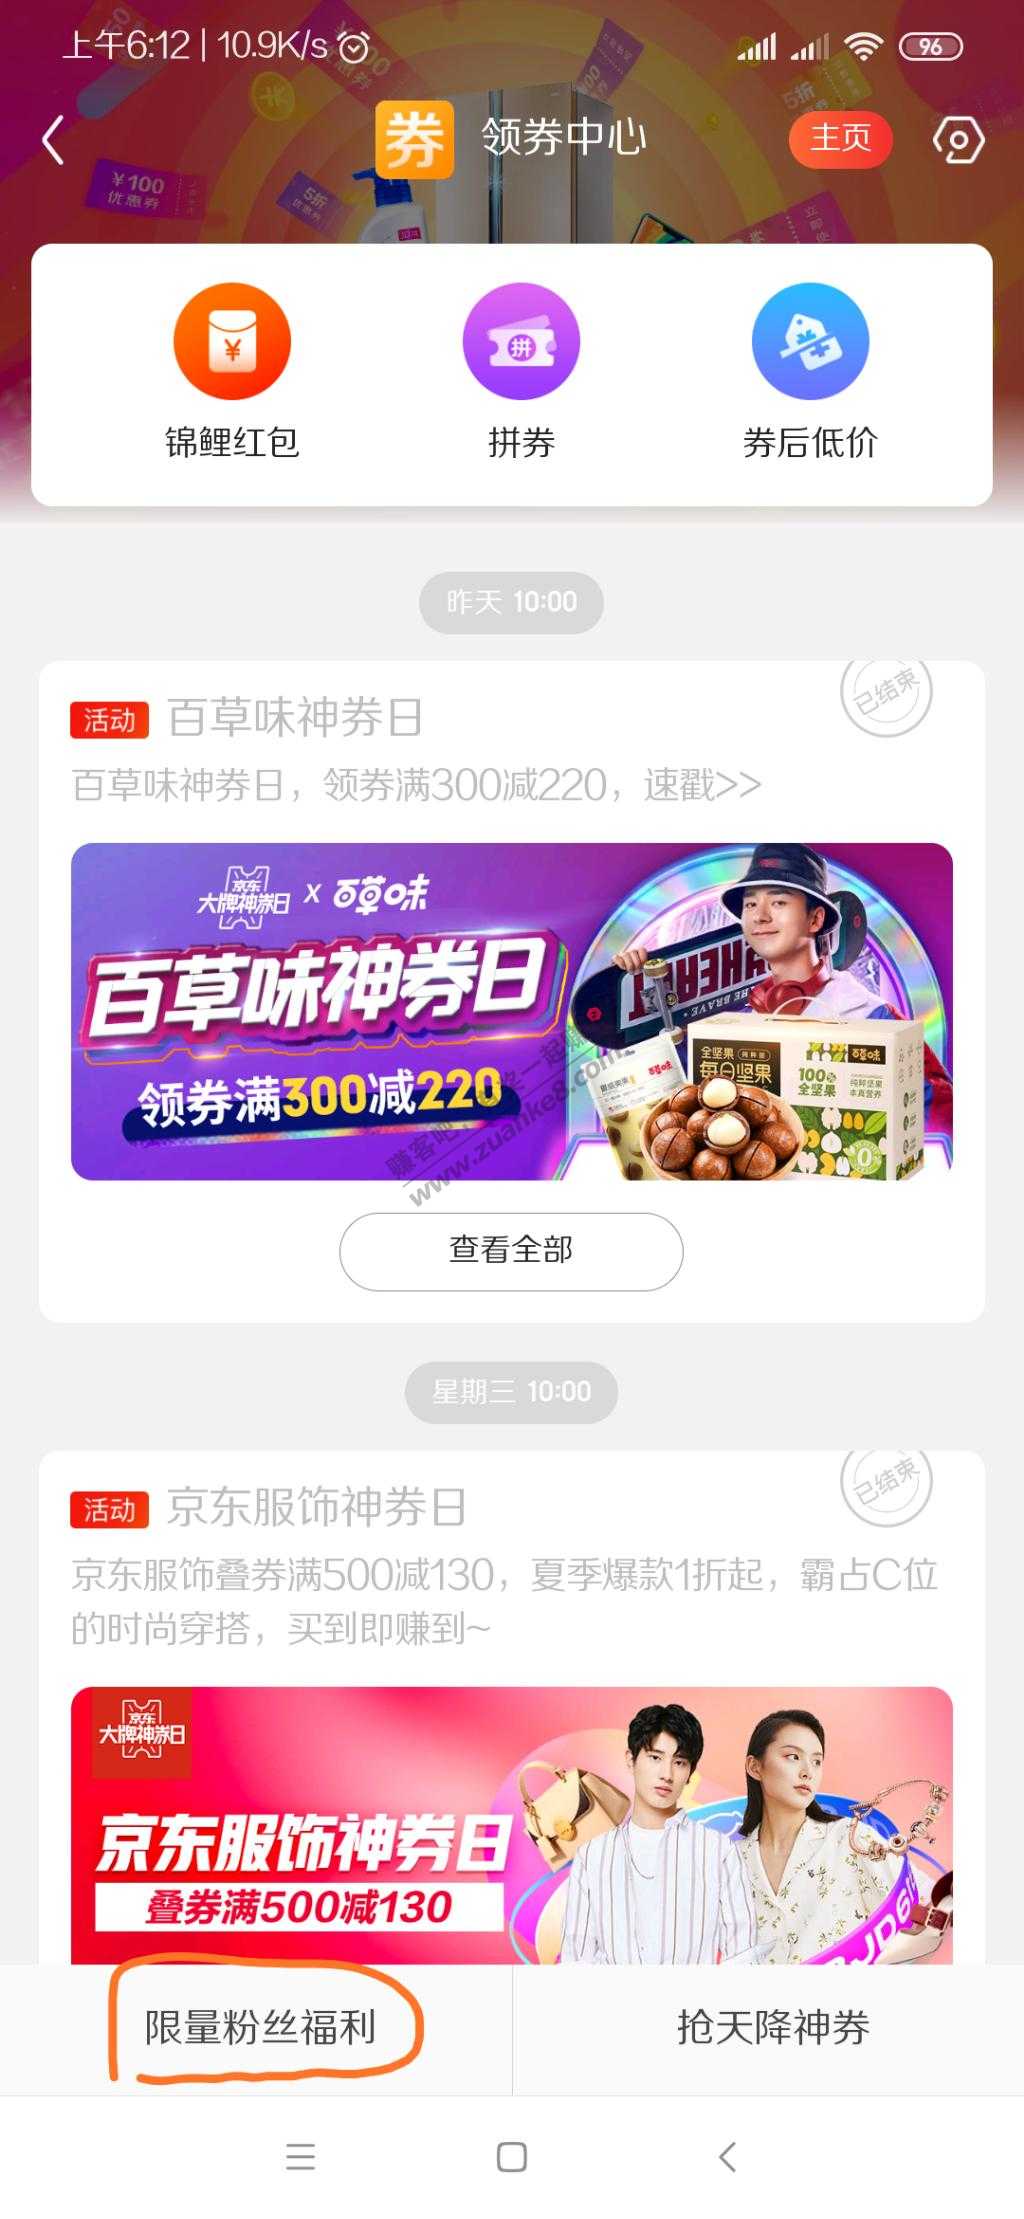 上午6:12 | 10.9K/s
96
¥100
优惠券
5折
优惠券
券 领券中心
主页
¥
拼
锦鲤红包
拼券
券后低价
昨天 10:00
已结束
活动 百草味神券日
百草味神券日，领券满300减220，速戳>>
京东
大牌神券日 x 百草味
百草味神券日
领券满300减220
全坚果
每日坚果
100%
全坚果
百草味
赚客吧
www.zuanke8.com
查看全部
星期三 10:00
已结束
活动 京东服饰神券日
京东服饰叠券满500减130，夏季爆款1折起，霸占C位
的时尚穿搭，买到即赚到~
京东
大牌神券日
京东服饰神券日
叠券满500减130
限量粉丝福利
抢天降神券